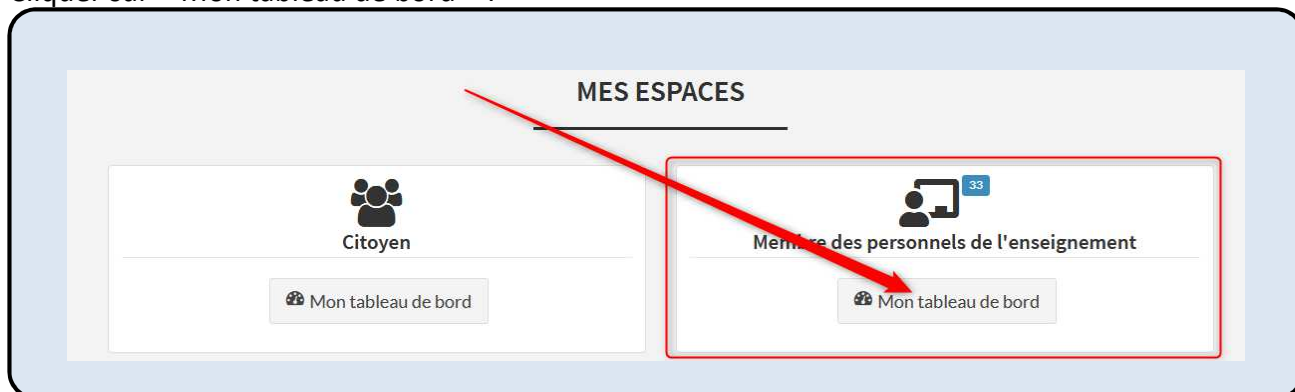 MES ESPACES
Citoyen
Mon tableau de bord
33
Membre des personnels de l'enseignement
Mon tableau de bord